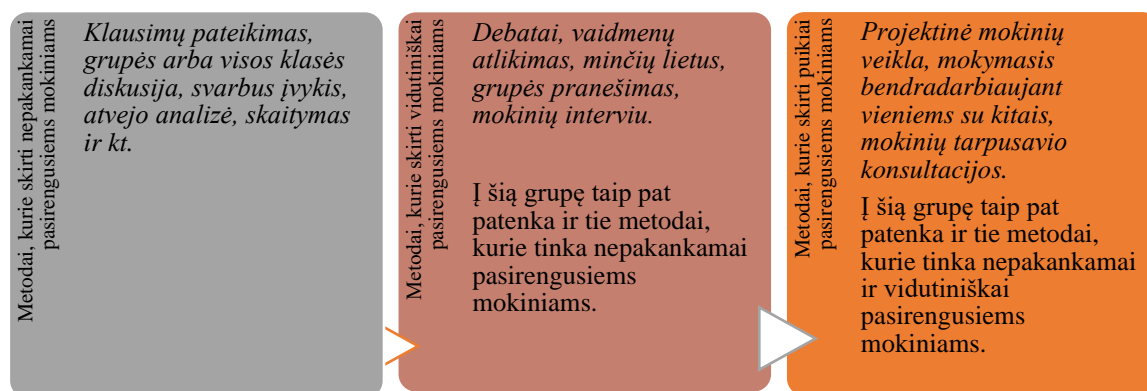 Metodai, kurie skirti nepakankamai
pasirengusiems mokiniams
Klausimų pateikimas,
grupės arba visos klasės
diskusija, svarbus įvykis,
atvejo analizė, skaitymas
ir kt.
Metodai, kurie skirti vidutiniškai
pasirengusiems mokiniams
Debatai, vaidmenų
atlikimas, minčių lietus,
grupės pranešimas,
mokinių interviu.
Į šią grupę taip pat
patenka ir tie metodai,
kurie tinka nepakankamai
pasirengusiems
mokiniams.
Metodai, kurie skirti puikiai
pasirengusiems mokiniams
Projektinė mokinių
veikla, mokymasis
bendradarbiaujant
vieniems su kitais,
mokinių tarpusavio
konsultacijos.
Į šią grupę taip pat
patenka ir tie metodai,
kurie tinka nepakankamai
ir vidutiniškai
pasirengusiems
mokiniams.